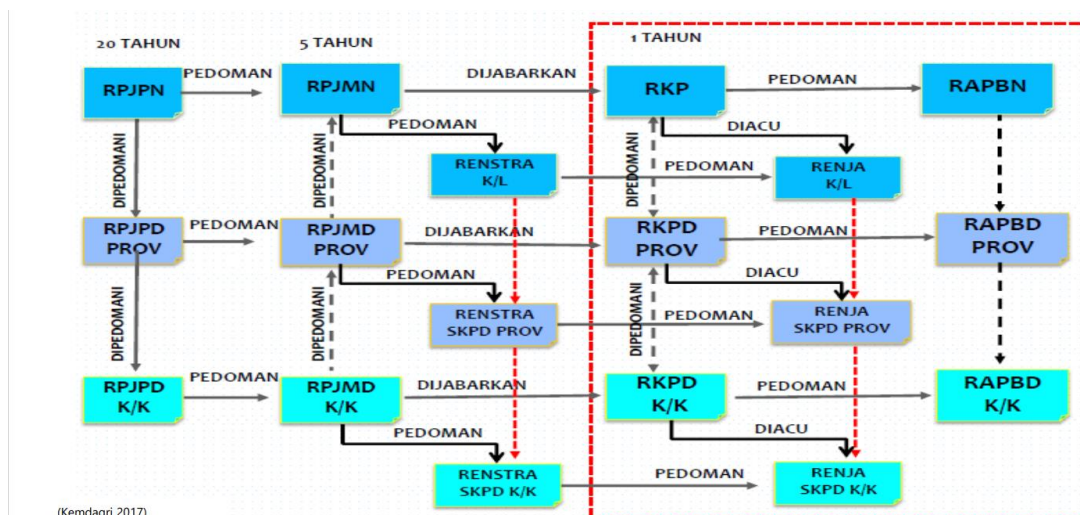 20 TAHUN
5 TAHUN
1 TAHUN
RPJPN
PEDOMAN
RPJMN
DIJABARKAN
RKP
PEDOMAN
RAPBN
DIPEDOMANI
DIPEDOMANI
PEDOMAN
RENSTRA
K/L
PEDOMAN
DIPEDOMANI
DIACU
RENJA
K/L
RPJPD
PROV
PEDOMAN
RPJMD
PROV
DIJABARKAN
RKPD
PROV
PEDOMAN
RAPBD
PROV
DIPEDOMANI
DIPEDOMANI
PEDOMAN
RENSTRA
SKPD PROV
PEDOMAN
DIPEDOMANI
DIACU
RENJA
SKPD PROV
RPJPD
K/K
PEDOMAN
RPJMD
K/K
DIJABARKAN
RKPD
K/K
PEDOMAN
RAPBD
K/K
PEDOMAN
RENSTRA
SKPD K/K
PEDOMAN
DIACU
RENJA
SKPD K/K
(Kemdagri 2017)